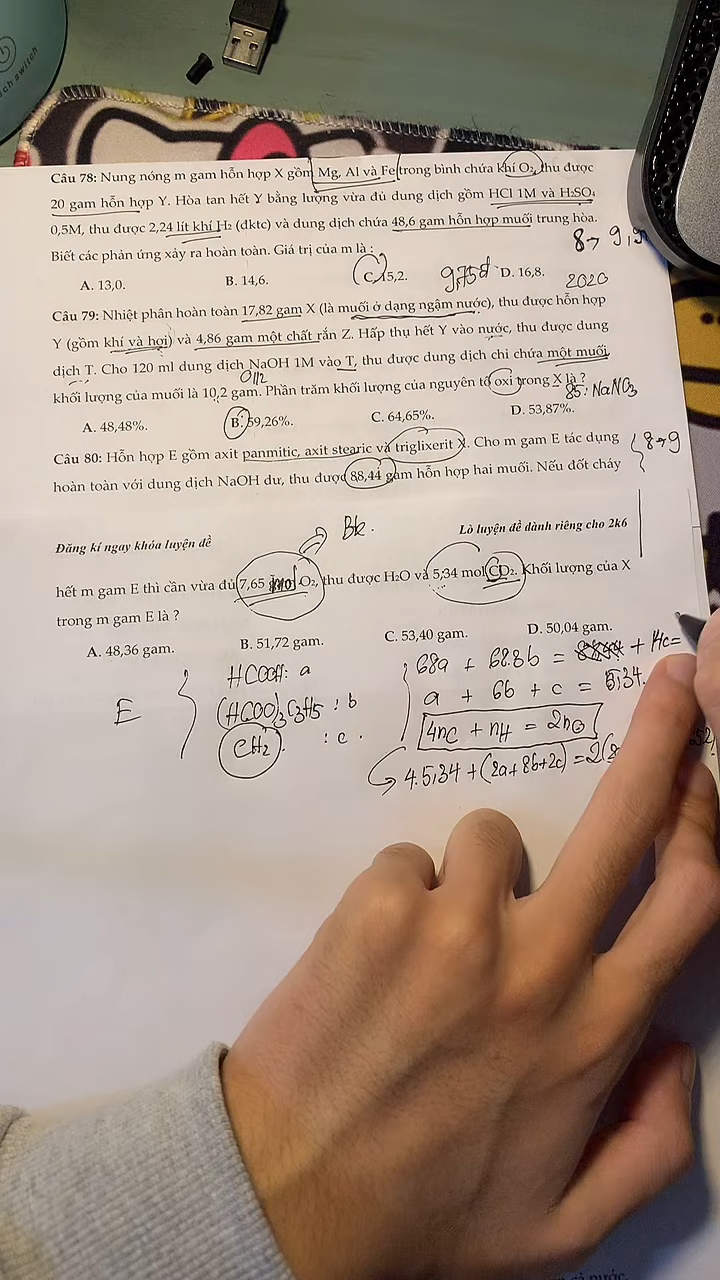 ch switch
Câu 78: Nung nóng m gam hỗn hợp X gồm Mg, Al và Fe trong bình chứa khí O₂, thu được
20 gam hỗn hợp Y. Hòa tan hết Y bằng lượng vừa đủ dung dịch gồm HCl 1M và H₂SO₄
0,5M, thu được 2,24 lít khí H₂ (đktc) và dung dịch chứa 48,6 gam hỗn hợp muối trung hòa.
8 → 9,
Biết các phản ứng xảy ra hoàn toàn. Giá trị của m là :
A. 13,0. B. 14,6. C. 15,2. 9,75đ D. 16,8. 2020
Câu 79: Nhiệt phân hoàn toàn 17,82 gam X (là muối ở dạng ngậm nước), thu được hỗn hợp
Y (gồm khí và hơi) và 4,86 gam một chất rắn Z. Hấp thụ hết Y vào nước, thu được dung
dịch T. Cho 120 ml dung dịch NaOH 1M vào T, thu được dung dịch chỉ chứa một muối,
0,12
khối lượng của muối là 10,2 gam. Phần trăm khối lượng của nguyên tố oxi trong X là ?
85: NaNO₃
A. 48,48%. B. 59,26%. C. 64,65%. D. 53,87%.
Câu 80: Hỗn hợp E gồm axit panmitic, axit stearic và triglixerit X. Cho m gam E tác dụng
8 → 9
hoàn toàn với dung dịch NaOH dư, thu được 88,44 gam hỗn hợp hai muối. Nếu đốt cháy
Btc.
Đăng kí ngay khóa luyện đề Lò luyện đề dành riêng cho 2k6
hết m gam E thì cần vừa đủ 7,65 mol O₂, thu được H₂O và 5,34 mol CO₂. Khối lượng của X
trong m gam E là ?
A. 48,36 gam. B. 51,72 gam. C. 53,40 gam. D. 50,04 gam.
E
HCOOH: a
(HCOO)₃C₃H₅ : b
CH₂ : c.
68a + 68.3b = + 14c =
a + 6b + c = 5,34.
4nC + nH = 2nO
4.5,34 + (2a+8b+2c) = 2(